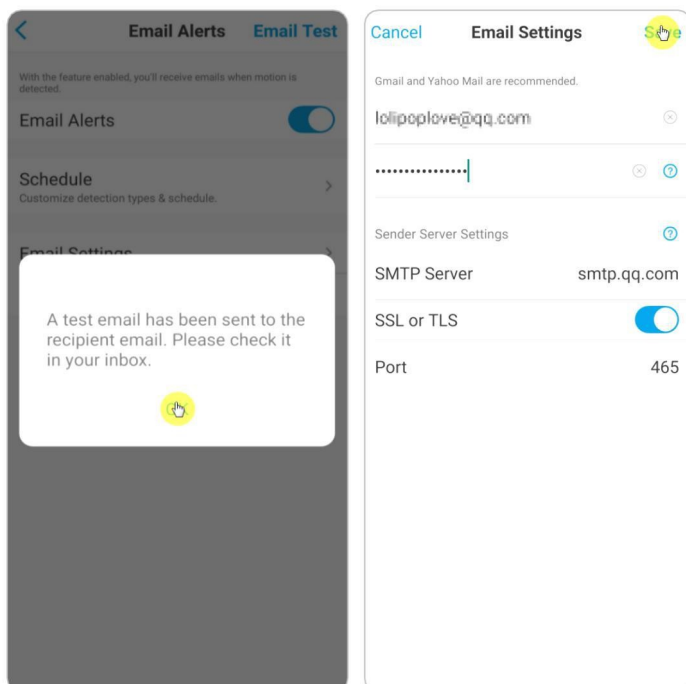 Email Alerts Email Test
With the feature enabled, you'll receive emails when motion is
detected.
Email Alerts
Schedule
Customize detection types & schedule.
Email Settings
A test email has been sent to the
recipient email. Please check it
in your inbox.
Cancel Email Settings
Gmail and Yahoo Mail are recommended.
Sender Server Settings
SMTP Server smtp.qq.com
SSL or TLS
Port 465